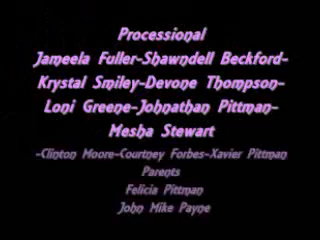 Processional
Jameela Fuller-Shawndell Beckford-
Krystal Smiley-Devone Thompson-
Loni Greene-Johnathan Pittman-
Mesha Stewart
-Clinton Moore-Courtney Forbes-Xavier Pittman
Parents
Felicia Pittman
John Mike Payne